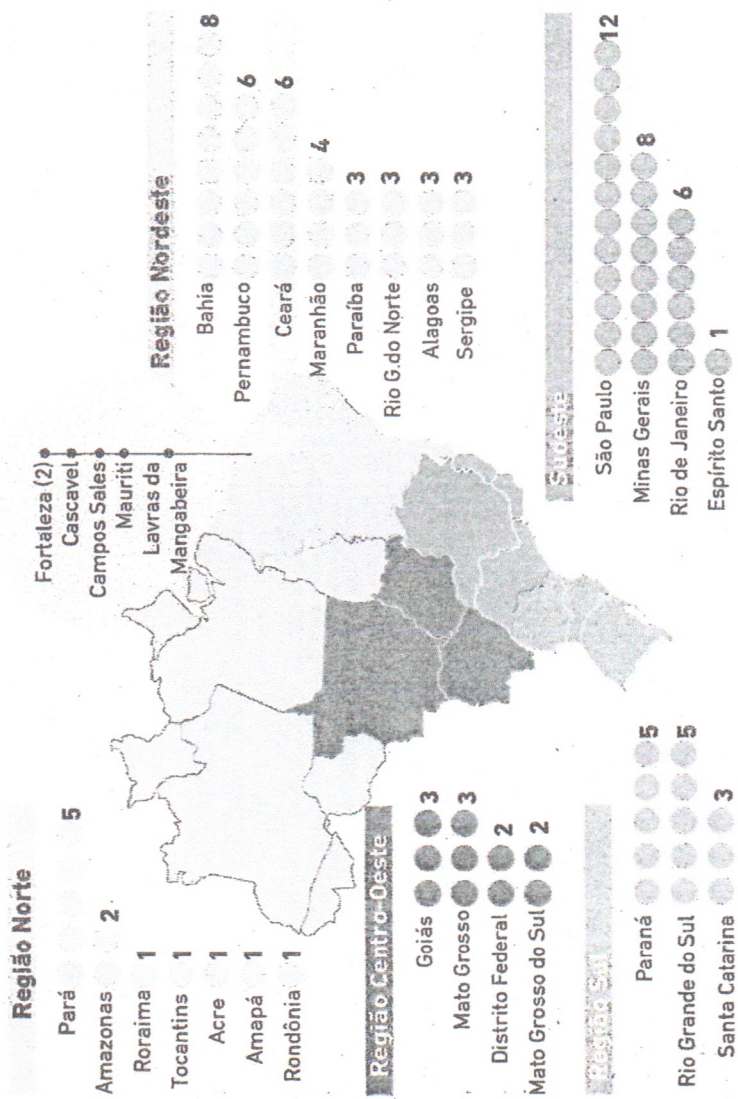 Região Norte
Pará 5
Amazonas 2
Roraima 1
Tocantins 1
Acre 1
Amapá 1
Rondônia 1
Fortaleza (2)
Cascavel
Campos Sales
Mauriti
Lavras da
Mangabeira
Região Nordeste
Bahia 8
Pernambuco 6
Ceará 6
Maranhão 4
Paraíba 3
Rio G.do Norte 3
Alagoas 3
Sergipe 3
Região Centro-Oeste
Goiás 3
Mato Grosso 3
Distrito Federal 2
Mato Grosso do Sul 2
Região Sul
Paraná 5
Rio Grande do Sul 5
Santa Catarina 3
Sudeste
São Paulo 12
Minas Gerais 8
Rio de Janeiro 6
Espírito Santo 1